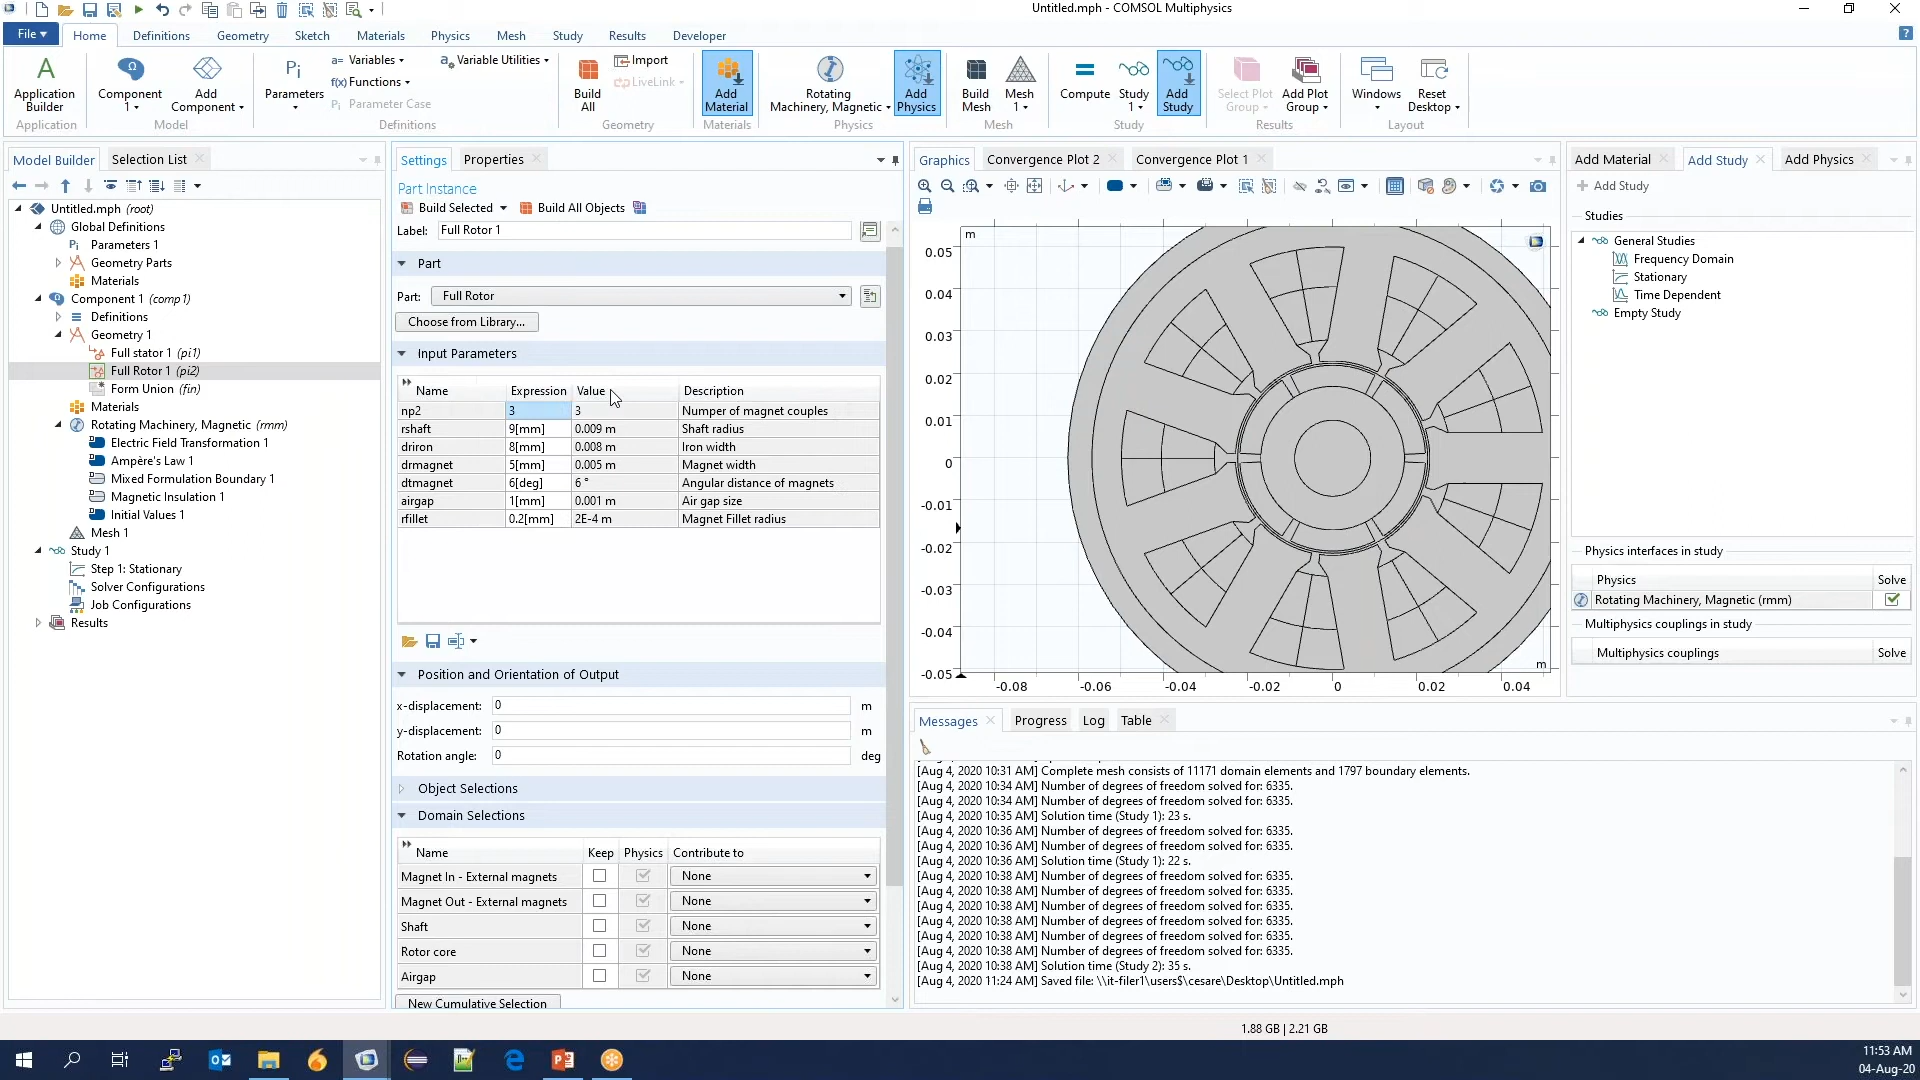 Untitled.mph - COMSOL Multiphysics
File
Home
Definitions
Geometry
Sketch
Materials
Physics
Mesh
Study
Results
Developer
Application Builder
Application
Component 1
Add Component
Model
Parameters
a= Variables
f(x) Functions
Pi Parameter Case
a= Variable Utilities
Definitions
Build All
Import
LiveLink
Geometry
Add Material
Materials
Rotating Machinery, Magnetic
Add Physics
Physics
Build Mesh
Mesh 1
Mesh
Compute
Study 1
Add Study
Study
Select Plot Group
Add Plot Group
Results
Windows
Reset Desktop
Layout
Model Builder
Selection List
Untitled.mph (root)
Global Definitions
Pi Parameters 1
Geometry Parts
Materials
Component 1 (comp1)
Definitions
Geometry 1
Full stator 1 (pi1)
Full Rotor 1 (pi2)
Form Union (fin)
Materials
Rotating Machinery, Magnetic (rmm)
Electric Field Transformation 1
Ampère's Law 1
Mixed Formulation Boundary 1
Magnetic Insulation 1
Initial Values 1
Mesh 1
Study 1
Step 1: Stationary
Solver Configurations
Job Configurations
Results
Settings
Properties
Part Instance
Build Selected
Build All Objects
Label: Full Rotor 1
Part
Part: Full Rotor
Choose from Library...
Input Parameters
Name Expression Value Description
np2 3 3 Numper of magnet couples
rshaft 9[mm] 0.009 m Shaft radius
driron 8[mm] 0.008 m Iron width
drmagnet 5[mm] 0.005 m Magnet width
dtmagnet 6[deg] 6 ° Angular distance of magnets
airgap 1[mm] 0.001 m Air gap size
rfillet 0.2[mm] 2E-4 m Magnet Fillet radius
Position and Orientation of Output
x-displacement: 0 m
y-displacement: 0 m
Rotation angle: 0 deg
Object Selections
Domain Selections
Name Keep Physics Contribute to
Magnet In - External magnets None
Magnet Out - External magnets None
Shaft None
Rotor core None
Airgap None
New Cumulative Selection
Graphics
Convergence Plot 2
Convergence Plot 1
m
0.05
0.04
0.03
0.02
0.01
0
-0.01
-0.02
-0.03
-0.04
-0.05
m
-0.08 -0.06 -0.04 -0.02 0 0.02 0.04
Messages
Progress
Log
Table
[Aug 4, 2020 10:31 AM] Complete mesh consists of 11171 domain elements and 1797 boundary elements.
[Aug 4, 2020 10:34 AM] Number of degrees of freedom solved for: 6335.
[Aug 4, 2020 10:34 AM] Number of degrees of freedom solved for: 6335.
[Aug 4, 2020 10:35 AM] Solution time (Study 1): 23 s.
[Aug 4, 2020 10:36 AM] Number of degrees of freedom solved for: 6335.
[Aug 4, 2020 10:36 AM] Number of degrees of freedom solved for: 6335.
[Aug 4, 2020 10:36 AM] Solution time (Study 1): 22 s.
[Aug 4, 2020 10:38 AM] Number of degrees of freedom solved for: 6335.
[Aug 4, 2020 10:38 AM] Number of degrees of freedom solved for: 6335.
[Aug 4, 2020 10:38 AM] Number of degrees of freedom solved for: 6335.
[Aug 4, 2020 10:38 AM] Number of degrees of freedom solved for: 6335.
[Aug 4, 2020 10:38 AM] Number of degrees of freedom solved for: 6335.
[Aug 4, 2020 10:38 AM] Number of degrees of freedom solved for: 6335.
[Aug 4, 2020 10:38 AM] Solution time (Study 2): 35 s.
[Aug 4, 2020 11:24 AM] Saved file: \\it-filer1\users$\cesare\Desktop\Untitled.mph
Add Material
Add Study
Add Physics
Add Study
Studies
General Studies
Frequency Domain
Stationary
Time Dependent
Empty Study
Physics interfaces in study
Physics Solve
Rotating Machinery, Magnetic (rmm)
Multiphysics couplings in study
Multiphysics couplings Solve
1.88 GB | 2.21 GB
11:53 AM
04-Aug-20